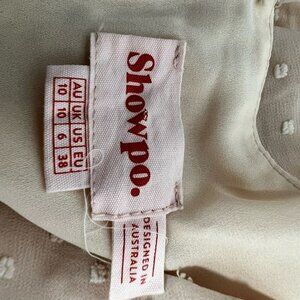 Showpo.
AU UK US EU
10 10 6 38
DESIGNED IN
AUSTRALIA